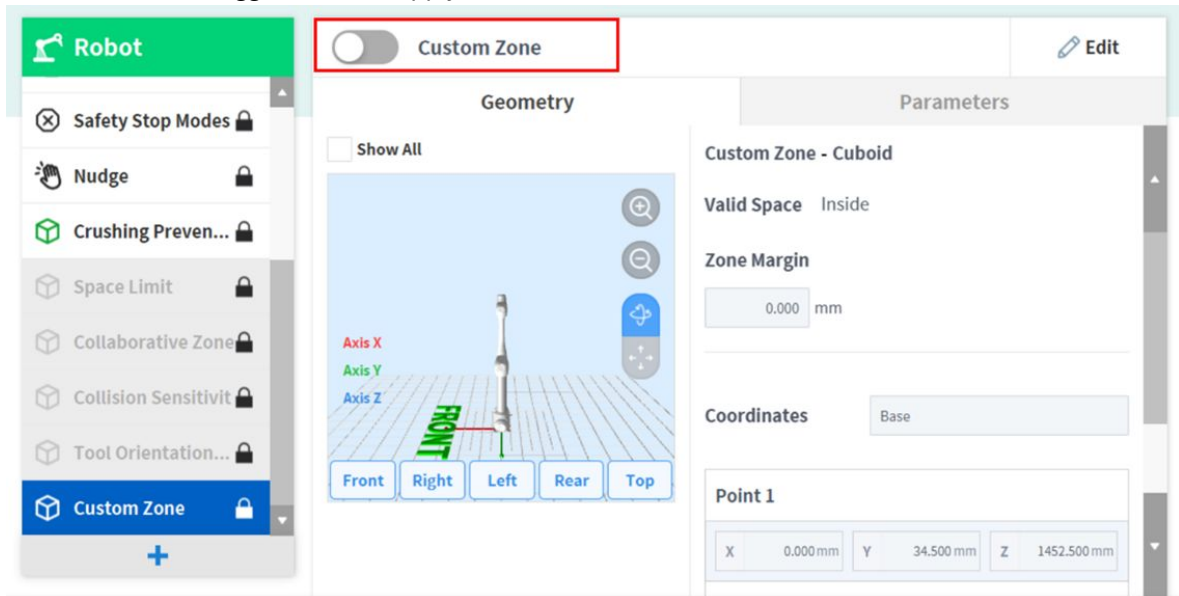 Robot
Safety Stop Modes
Nudge
Crushing Preven...
Space Limit
Collaborative Zone
Collision Sensitivit
Tool Orientation...
Custom Zone
+
Custom Zone
Edit
Geometry
Parameters
Show All
Axis X
Axis Y
Axis Z
FRONT
Front Right Left Rear Top
Custom Zone - Cuboid
Valid Space Inside
Zone Margin
0.000 mm
Coordinates Base
Point 1
X 0.000 mm Y 34.500 mm Z 1452.500 mm